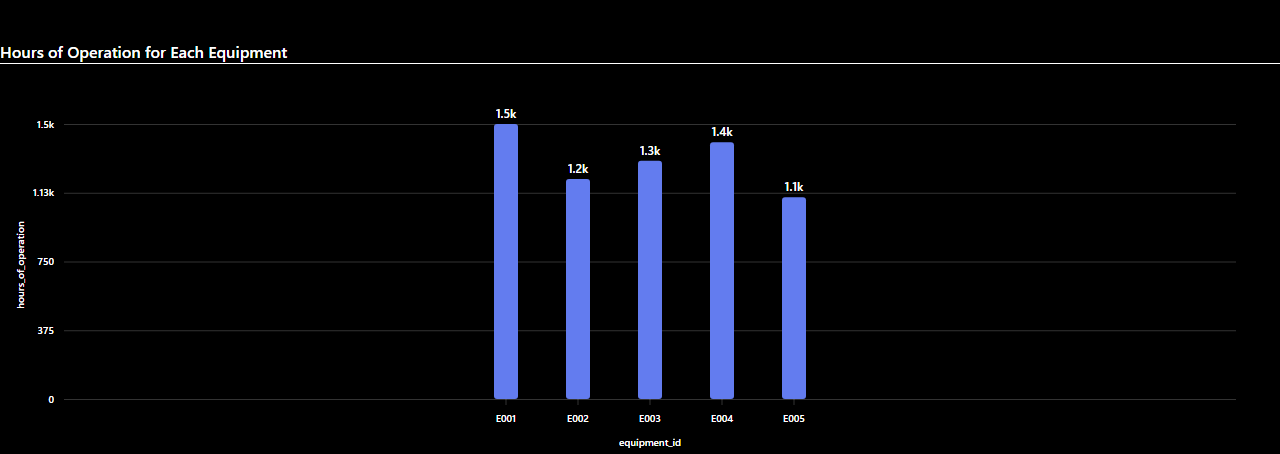 Hours of Operation for Each Equipment
1.5k
1.2k
1.3k
1.4k
1.1k
1.5k
1.13k
750
375
0
hours_of_operation
E001 E002 E003 E004 E005
equipment_id